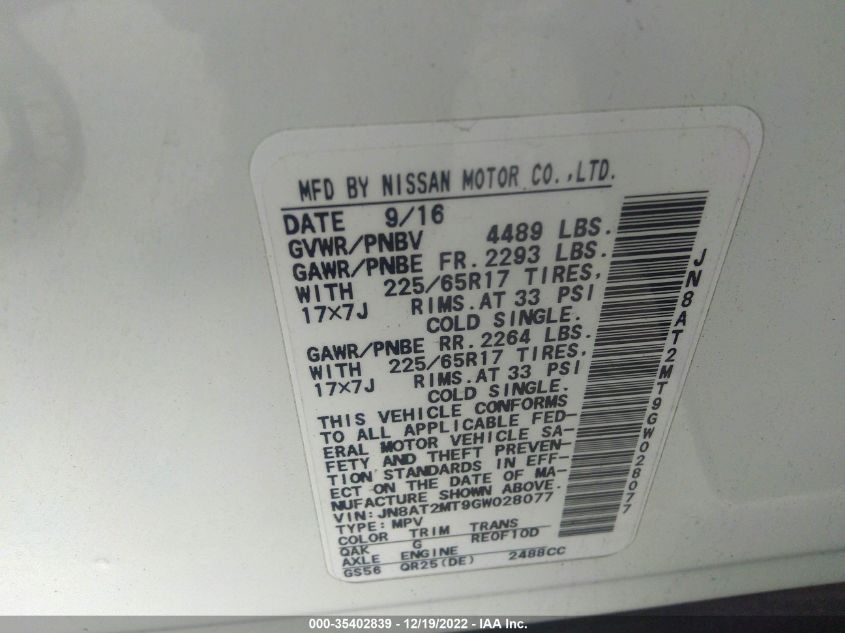 MFD BY NISSAN MOTOR CO.,LTD.
DATE 9/16
GVWR/PNBV 4489 LBS.
GAWR/PNBE FR. 2293 LBS.
WITH 225/65R17 TIRES,
17×7J RIMS. AT 33 PSI
COLD SINGLE.
GAWR/PNBE RR. 2264 LBS.
WITH 225/65R17 TIRES,
17×7J RIMS. AT 33 PSI
COLD SINGLE.
THIS VEHICLE CONFORMS
TO ALL APPLICABLE FED-
ERAL MOTOR VEHICLE SA-
FETY AND THEFT PREVEN-
TION STANDARDS IN EFF-
ECT ON THE DATE OF MA-
NUFACTURE SHOWN ABOVE.
VIN:JN8AT2MT9GW028077
TYPE:MPV
COLOR TRIM TRANS
QAK G RE0F10D
AXLE ENGINE
GS56 QR25(DE) 2488CC
JN8AT2MT9GW028077
000-35402839 - 12/19/2022 - IAA Inc.